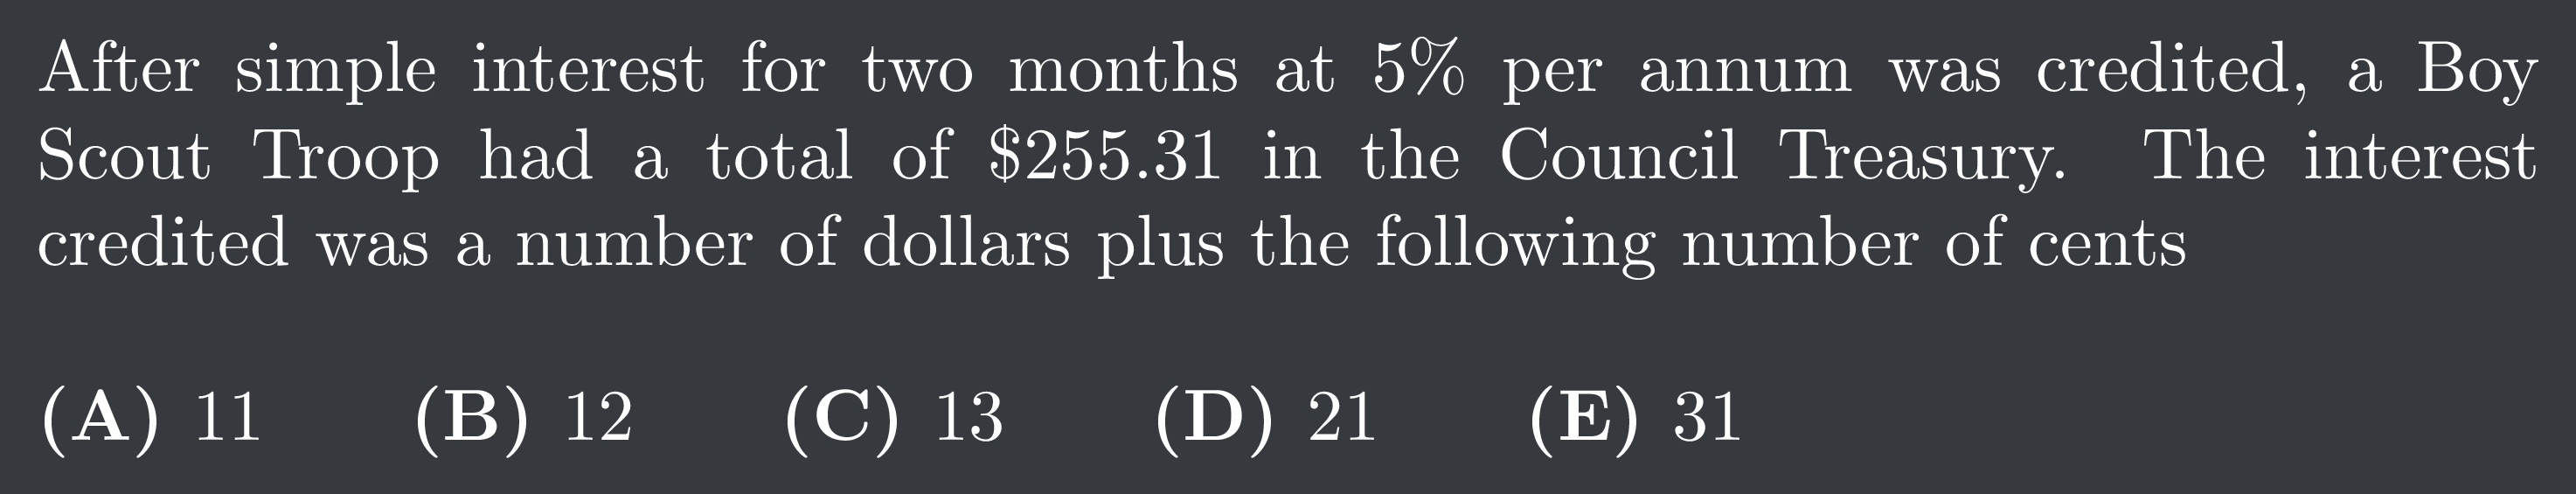 After simple interest for two months at 5% per annum was credited, a Boy
Scout Troop had a total of $255.31 in the Council Treasury. The interest
credited was a number of dollars plus the following number of cents
(A) 11 (B) 12 (C) 13 (D) 21 (E) 31